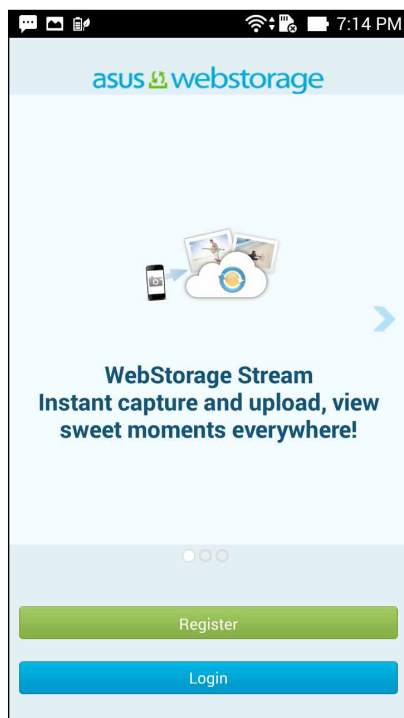 7:14 PM
asus webstorage
WebStorage Stream
Instant capture and upload, view
sweet moments everywhere!
Register
Login